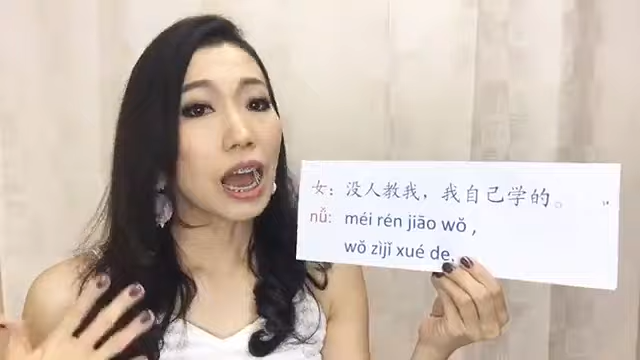 女：没人教我，我自己学的。
nǚ: méi rén jiāo wǒ ,
wǒ zìjǐ xué de.